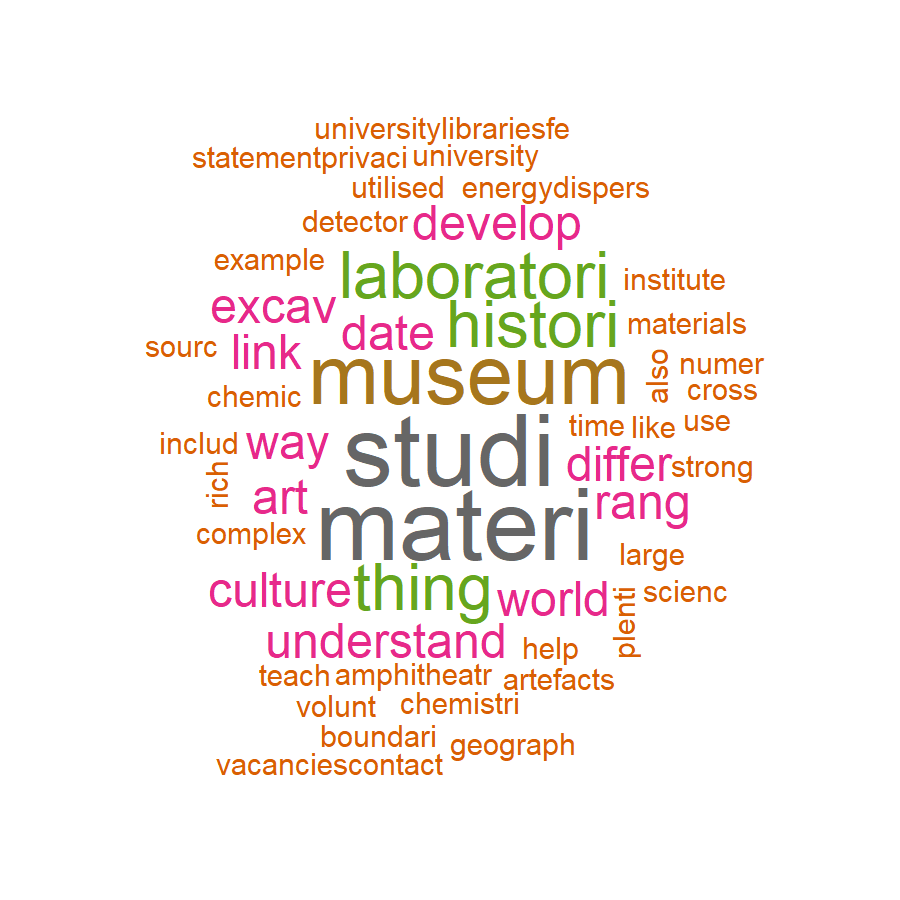 universitylibrariesfe
statementprivaci university
utilised energydispers
detector develop
example laboratori institute
excav date histori materials
sourc link museum also numer
chemic cross
includ way studi time like use
rich art differ strong
materi rang
complex large
culture thing world plenti scienc
understand help
teach amphitheatr artefacts
volunt chemistri
boundari geograph
vacanciescontact